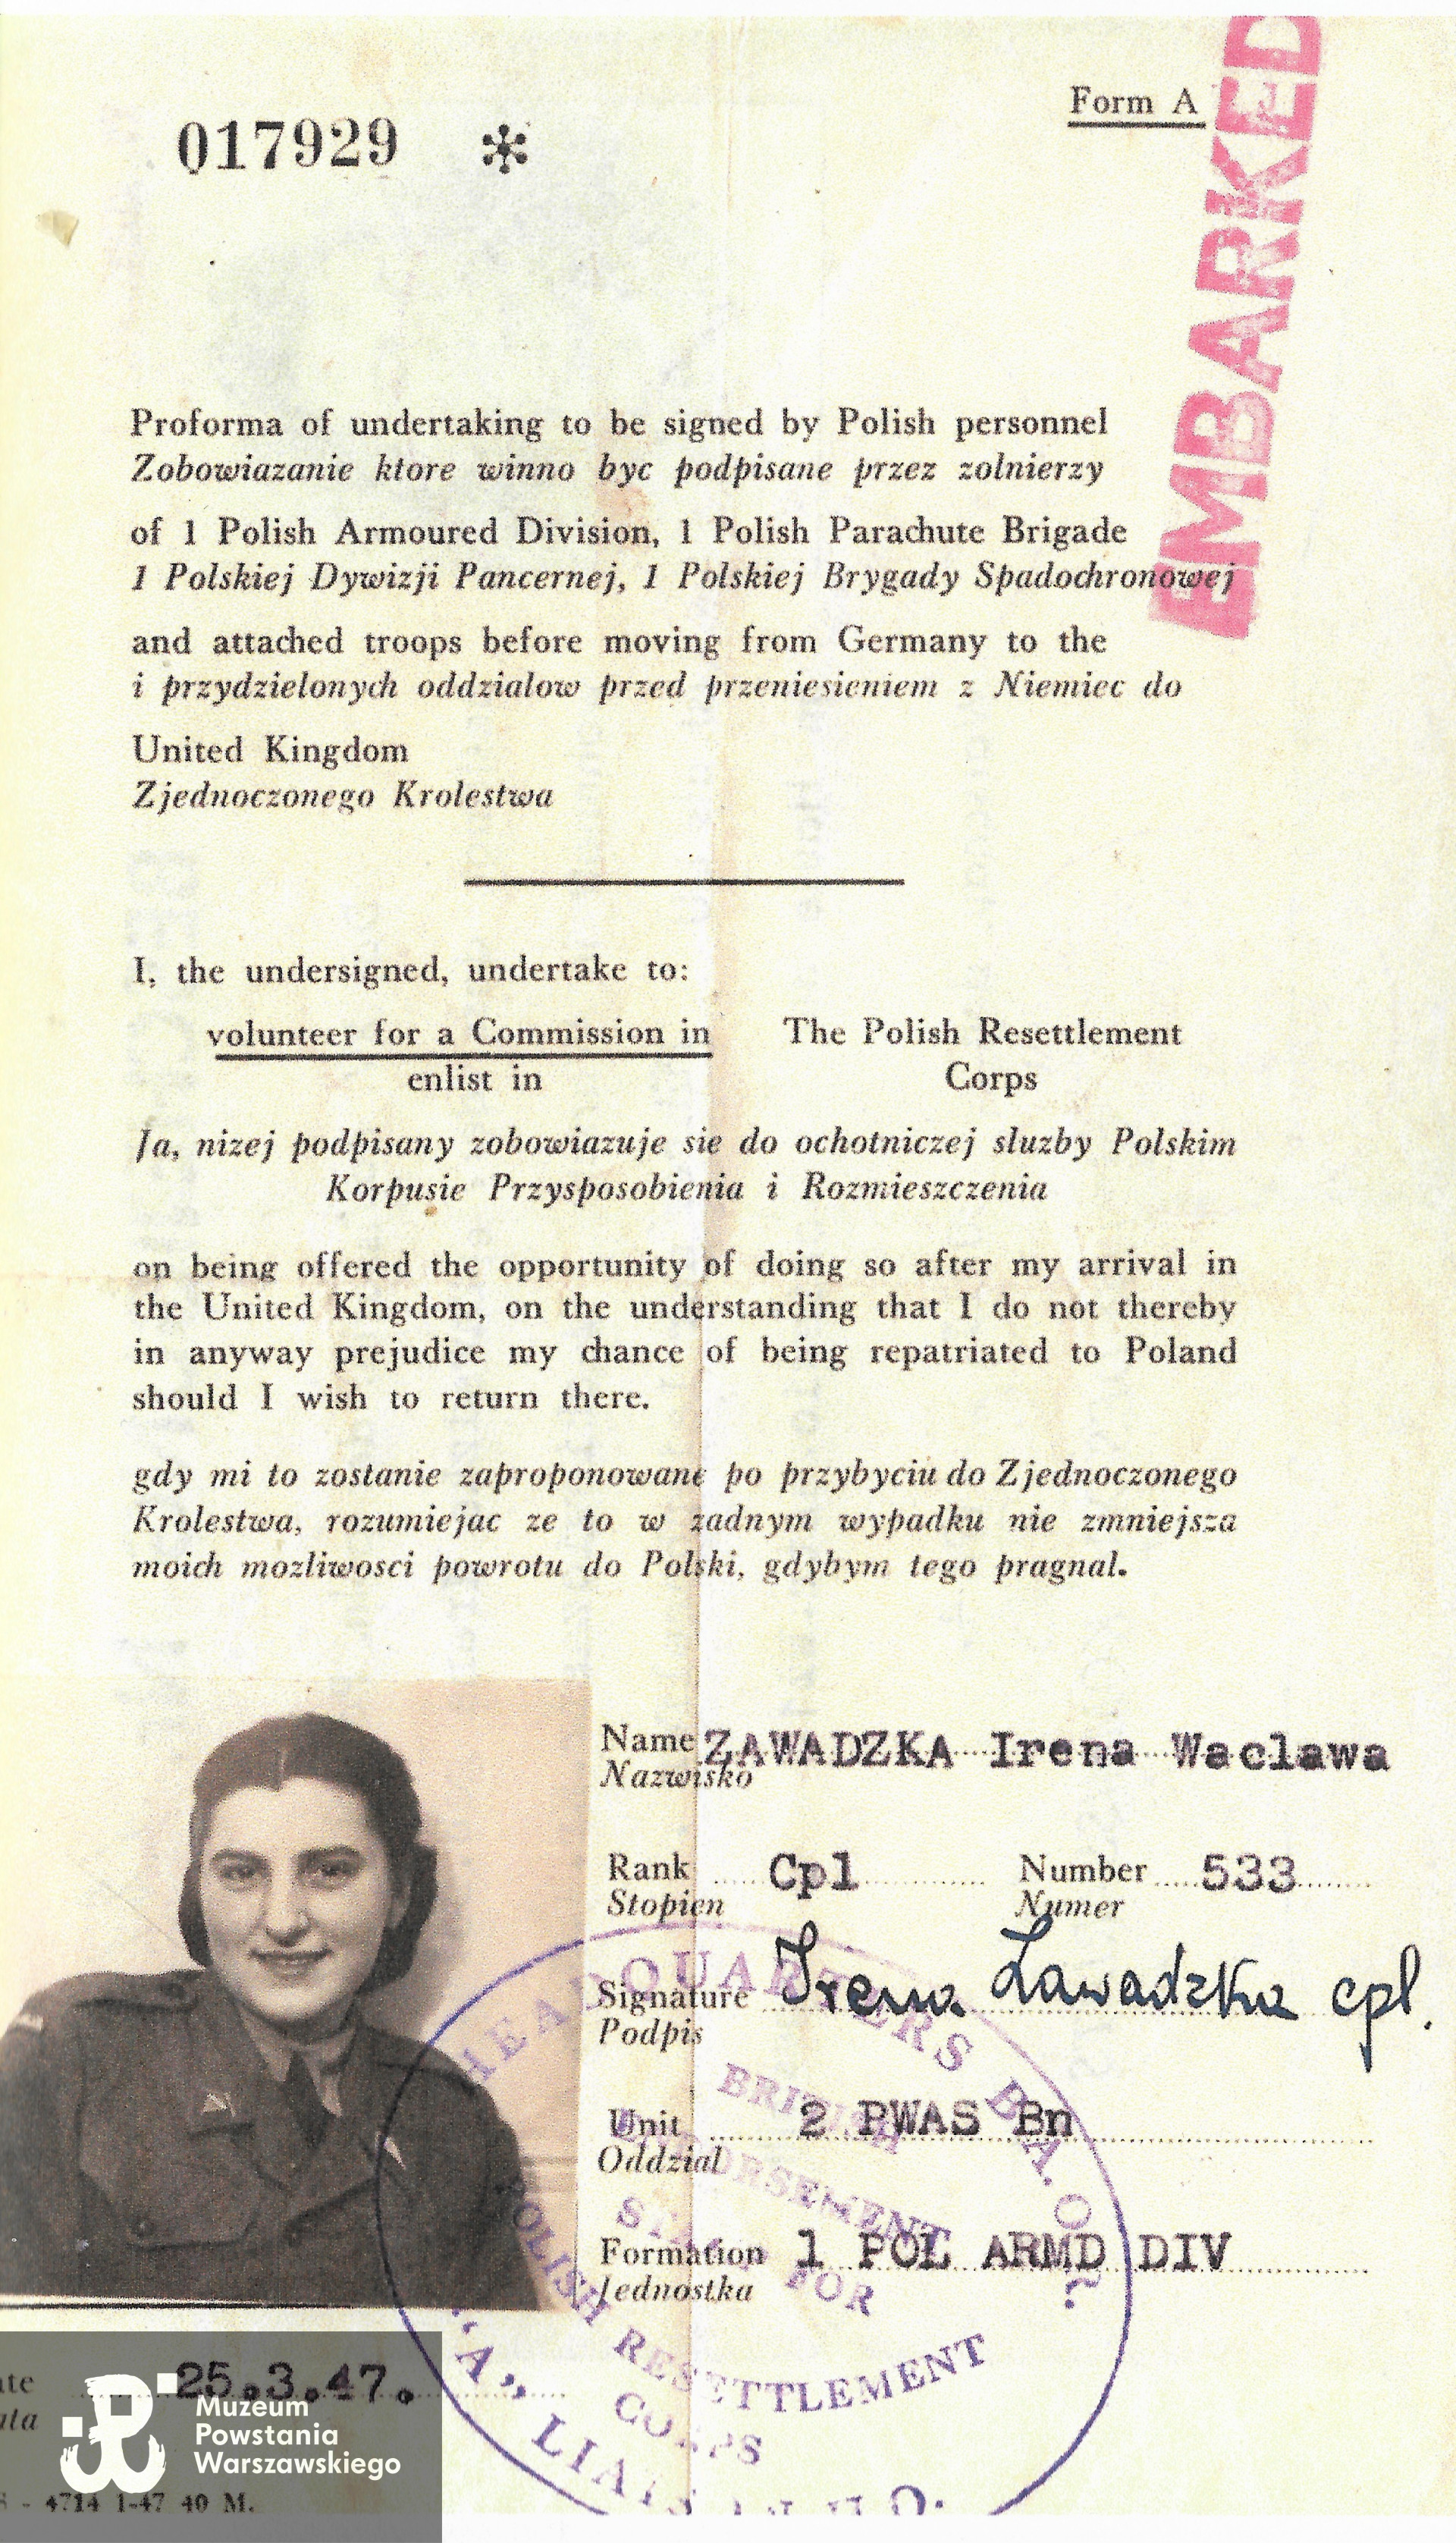 Form A
017929 *
EMBARKED
Proforma of undertaking to be signed by Polish personnel
Zobowiazanie ktore winno byc podpisane przez zolnierzy
of 1 Polish Armoured Division, 1 Polish Parachute Brigade
1 Polskiej Dywizji Pancernej, 1 Polskiej Brygady Spadochronowej
and attached troops before moving from Germany to the
i przydzielonych oddzialow przed przeniesieniem z Niemiec do
United Kingdom
Zjednoczonego Krolestwa
I, the undersigned, undertake to:
volunteer for a Commission in The Polish Resettlement
enlist in Corps
Ja, nizej podpisany zobowiazuje sie do ochotniczej sluzby Polskim
Korpusie Przysposobienia i Rozmieszczenia
on being offered the opportunity of doing so after my arrival in
the United Kingdom, on the understanding that I do not thereby
in anyway prejudice my chance of being repatriated to Poland
should I wish to return there.
gdy mi to zostanie zaproponowane po przybyciu do Zjednoczonego
Krolestwa, rozumiejac ze to w zadnym wypadku nie zmniejsza
moich mozliwosci powrotu do Polski, gdybym tego pragnal.
Name ZAWADZKA Irena Waclawa
Nazwisko
Rank Cpl Number 533
Stopien Numer
Signature Irena Zawadzka cpl.
Podpis
Unit 2 PWAS Bn
Oddzial
Formation 1 POL ARMD DIV
Jednostka
HEADQUARTERS B.A.O.R.
BRITISH
STAMP FOR
POLISH RESETTLEMENT
CORPS
"A" LIAISON H.Q.
25.3.47.
Muzeum
Powstania
Warszawskiego
4714 1-47 40 M.